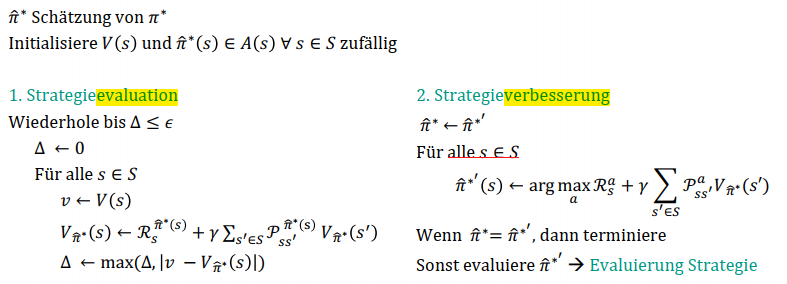 π̂* Schätzung von π*
Initialisiere V(s) und π̂*(s) ∈ A(s) ∀ s ∈ S zufällig
1. Strategieevaluation
Wiederhole bis Δ ≤ ϵ
Δ ← 0
Für alle s ∈ S
v ← V(s)
V_π̂*(s) ← ℛ_s^π̂*(s) + γ ∑_s'∈S 𝒫_ss'^π̂*(s) V_π̂*(s')
Δ ← max(Δ, |v − V_π̂*(s)|)
2. Strategieverbesserung
π̂* ← π̂*′
Für alle s ∈ S
π̂*′(s) ← arg max_a ℛ_s^a + γ ∑_s'∈S 𝒫_ss'^a V_π̂*(s')
Wenn π̂* = π̂*′, dann terminiere
Sonst evaluiere π̂*′ → Evaluierung Strategie